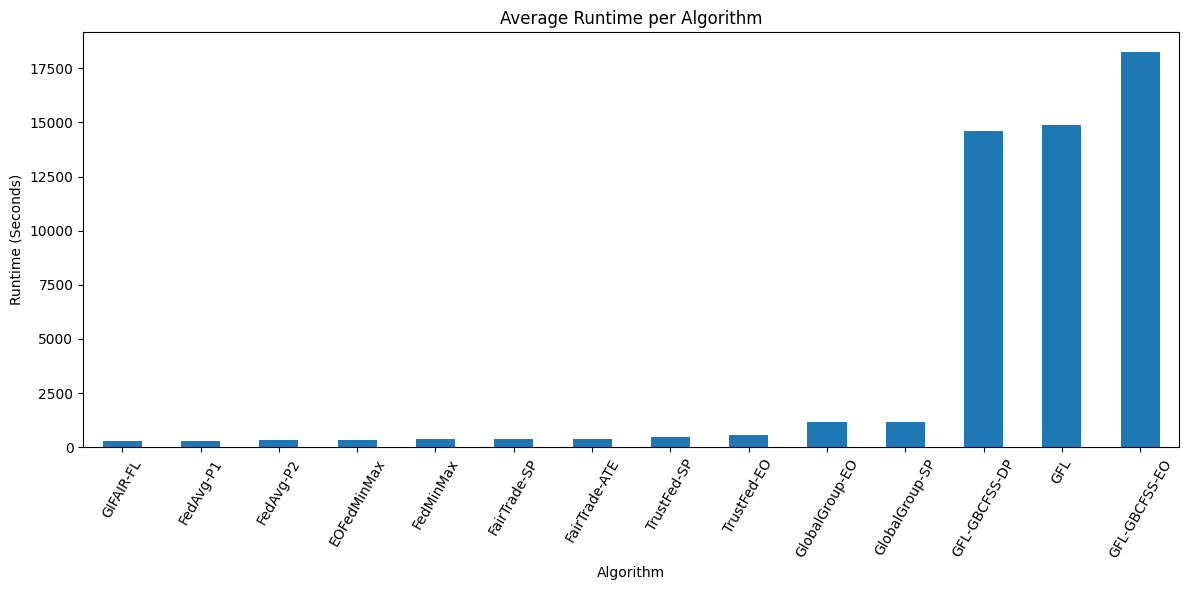 Average Runtime per Algorithm
Runtime (Seconds)
17500
15000
12500
10000
7500
5000
2500
0
GIFAIR-FL
FedAvg-P1
FedAvg-P2
EOFedMinMax
FedMinMax
FairTrade-SP
FairTrade-ATE
TrustFed-SP
TrustFed-EO
GlobalGroup-EO
GlobalGroup-SP
GFL-GBCFSS-DP
GFL
GFL-GBCFSS-EO
Algorithm